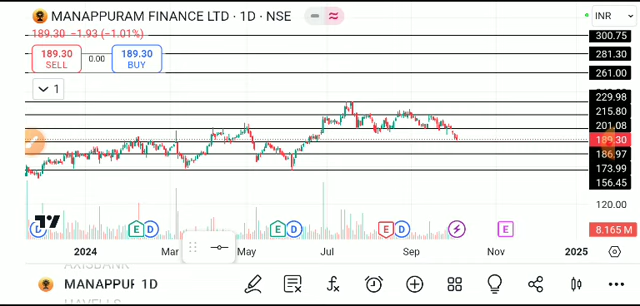 MANAPPURAM FINANCE LTD · 1D · NSE
INR
189.30 −1.93 (−1.01%)
300.75
189.30 SELL 0.00 189.30 BUY
281.30
261.00
1
229.98
215.80
201.08
189.30
186.97
173.99
156.45
120.00
D E D E D E D E
8.165 M
2024 Mar May Jul Sep Nov 2025
AXISBANK
MANAPPUR 1D
HAVELLS